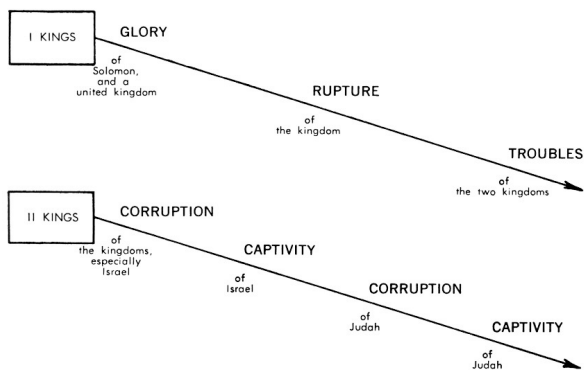 I KINGS
GLORY
of
Solomon,
and a
united kingdom
RUPTURE
of
the kingdom
TROUBLES
of
the two kingdoms
II KINGS
CORRUPTION
of
the kingdoms,
especially
Israel
CAPTIVITY
of
Israel
CORRUPTION
of
Judah
CAPTIVITY
of
Judah